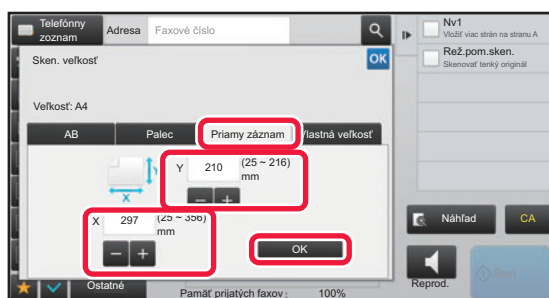 Telefónny
zoznam
Adresa
Faxové číslo
Nv1
Vložiť viac strán na stranu A
Rež.pom.sken.
Skenovať tenký originál
Sken. veľkosť
OK
Veľkosť: A4
AB
Palec
Priamy záznam
Vlastná veľkosť
Y
Y
210
(25 ~ 216)
mm
X
X
297
(25 ~ 356)
mm
OK
Náhľad
CA
Ostatné
Pamäť prijatých faxov :
100%
Reprod.
Štart